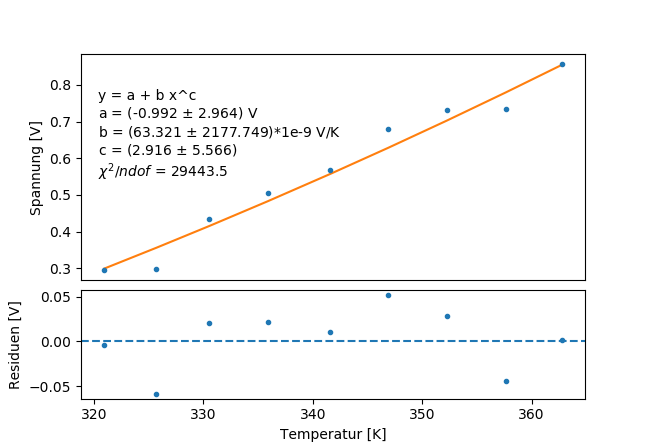 0.8
0.7
0.6
0.5
0.4
0.3
Spannung [V]
y = a + b x^c
a = (-0.992 ± 2.964) V
b = (63.321 ± 2177.749)*1e-9 V/K
c = (2.916 ± 5.566)
χ²/ndof = 29443.5
0.05
0.00
−0.05
Residuen [V]
320 330 340 350 360
Temperatur [K]